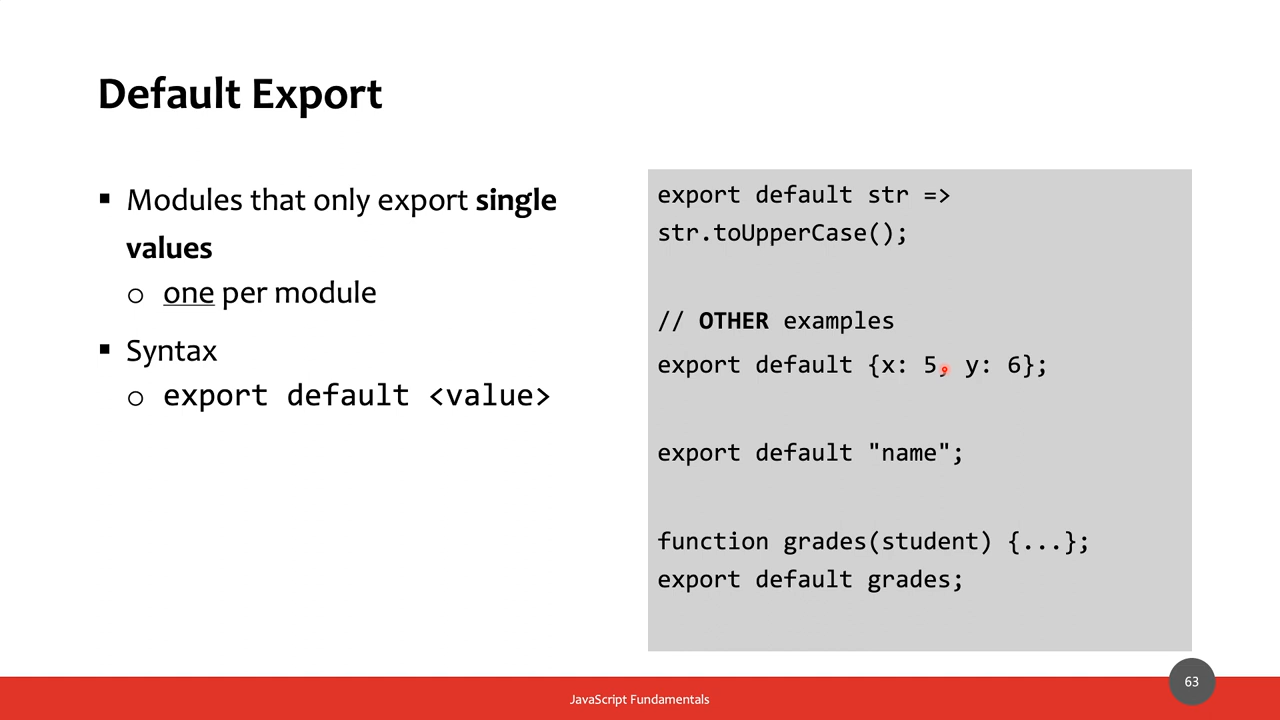 Default Export
▪ Modules that only export single
values
o one per module
▪ Syntax
o export default <value>
export default str =>
str.toUpperCase();
// OTHER examples
export default {x: 5, y: 6};
export default "name";
function grades(student) {...};
export default grades;
JavaScript Fundamentals
63